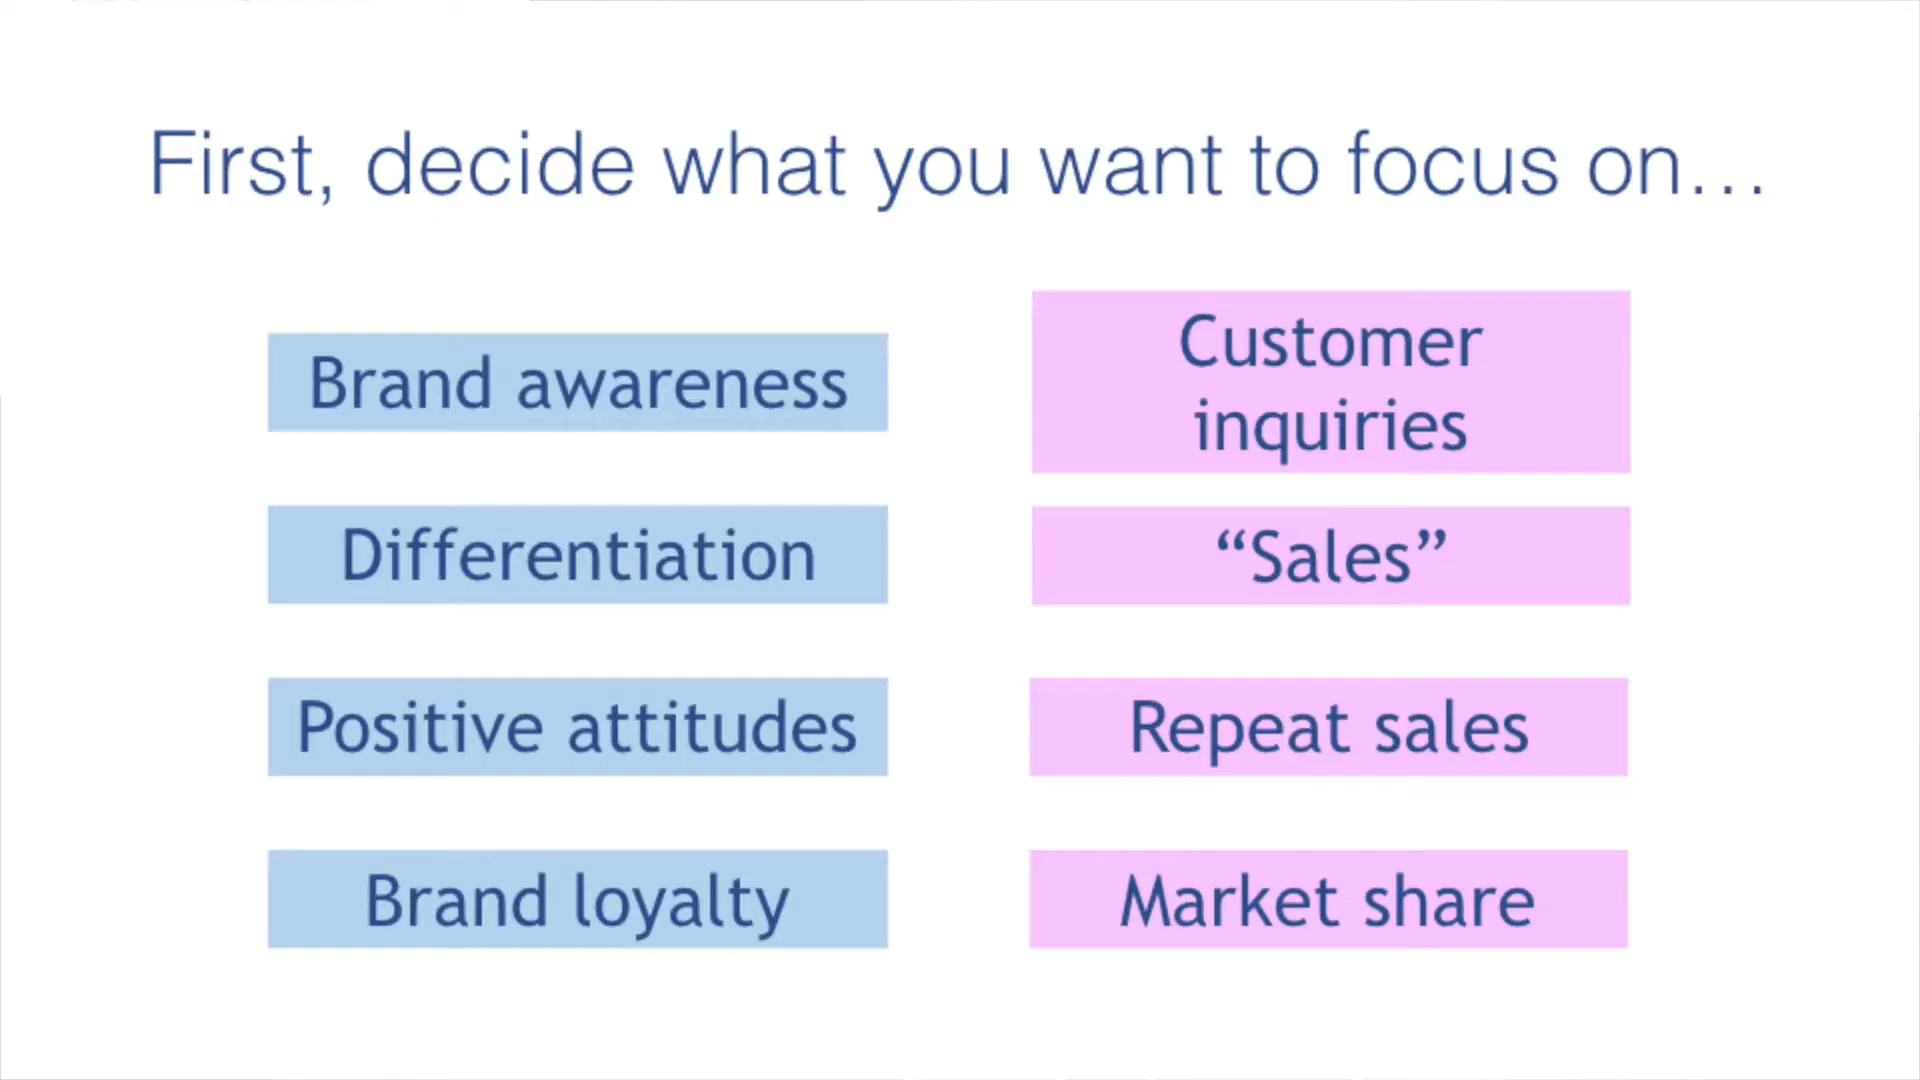 First, decide what you want to focus on…
Brand awareness
Differentiation
Positive attitudes
Brand loyalty
Customer
inquiries
“Sales”
Repeat sales
Market share